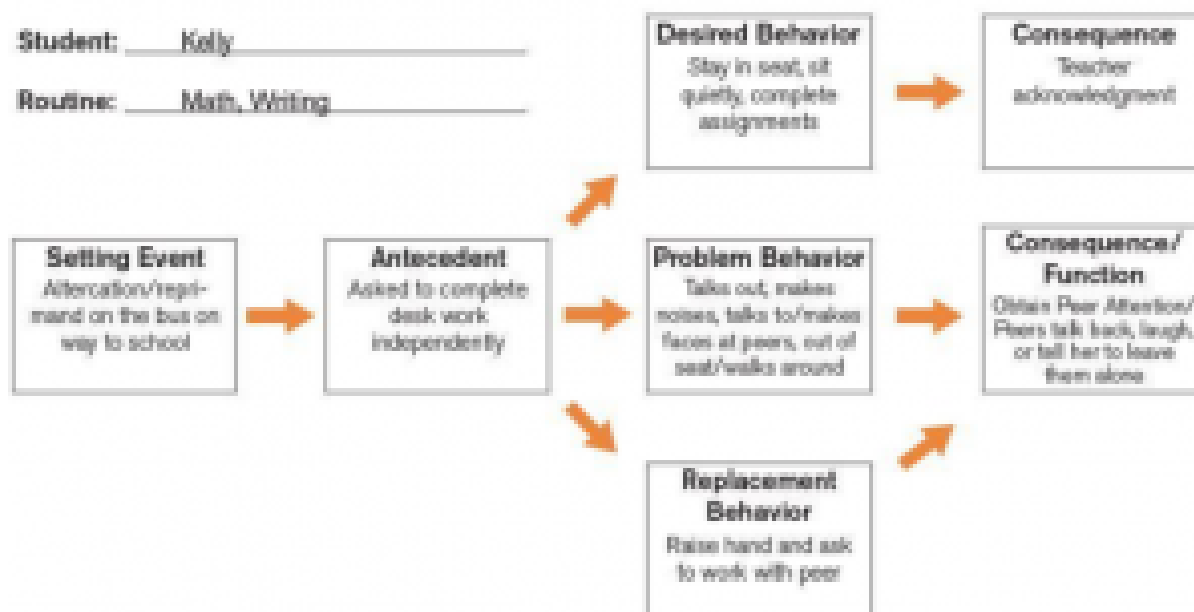 Student: Kelly
Routine: Math, Writing
Desired Behavior
Stay in seat, sit
quietly, complete
assignments
Consequence
Teacher
acknowledgment
Setting Event
Altercation/repri-
mand on the bus on
way to school
Antecedent
Asked to complete
desk work
independently
Problem Behavior
Talks out, makes
noises, talks to/makes
faces at peers, out of
seat/walks around
Consequence/
Function
Obtain Peer Attention/
Peers talk back, laugh,
or tell her to leave
them alone
Replacement
Behavior
Raise hand and ask
to work with peer